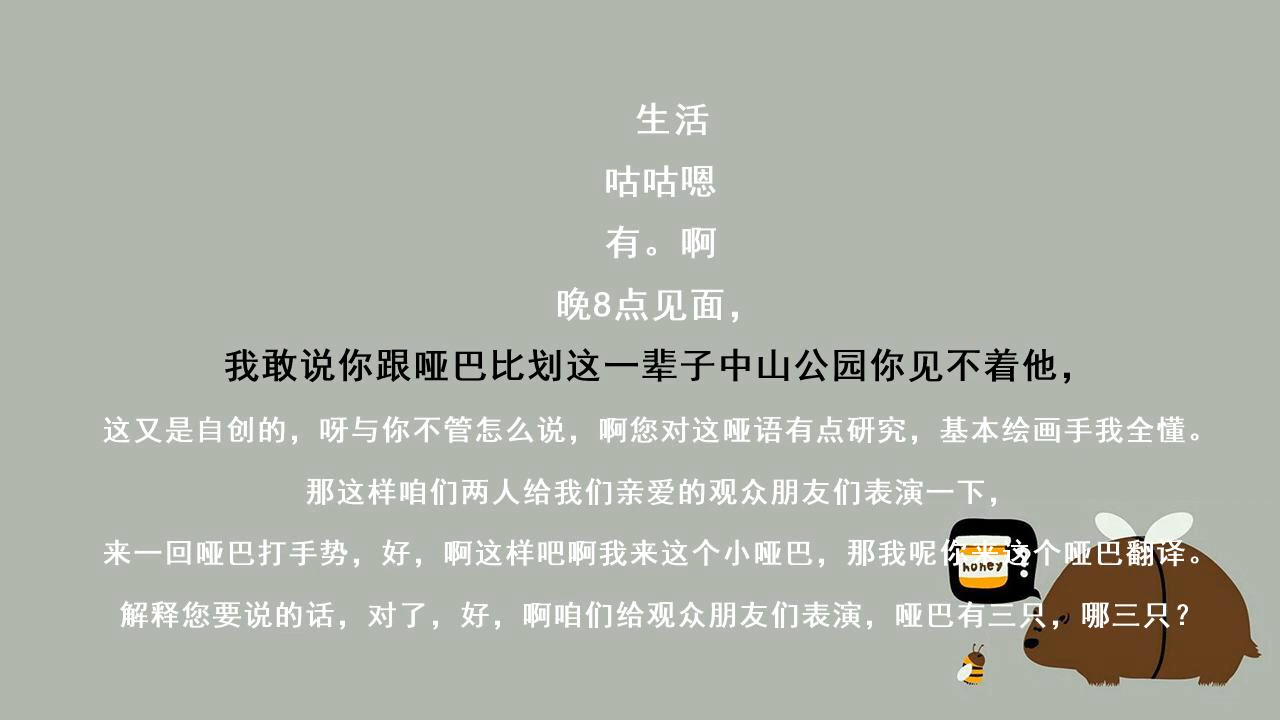 生活
咕咕嗯
有。啊
晚8点见面，
我敢说你跟哑巴比划这一辈子中山公园你见不着他，
这又是自创的，呀与你不管怎么说，啊您对这哑语有点研究，基本绘画手我全懂。
那这样咱们两人给我们亲爱的观众朋友们表演一下，
来一回哑巴打手势，好，啊这样吧啊我来这个小哑巴，那我呢你来这个哑巴翻译。
honey
?
解释您要说的话，对了，好，啊咱们给观众朋友们表演，哑巴有三只，哪三只？